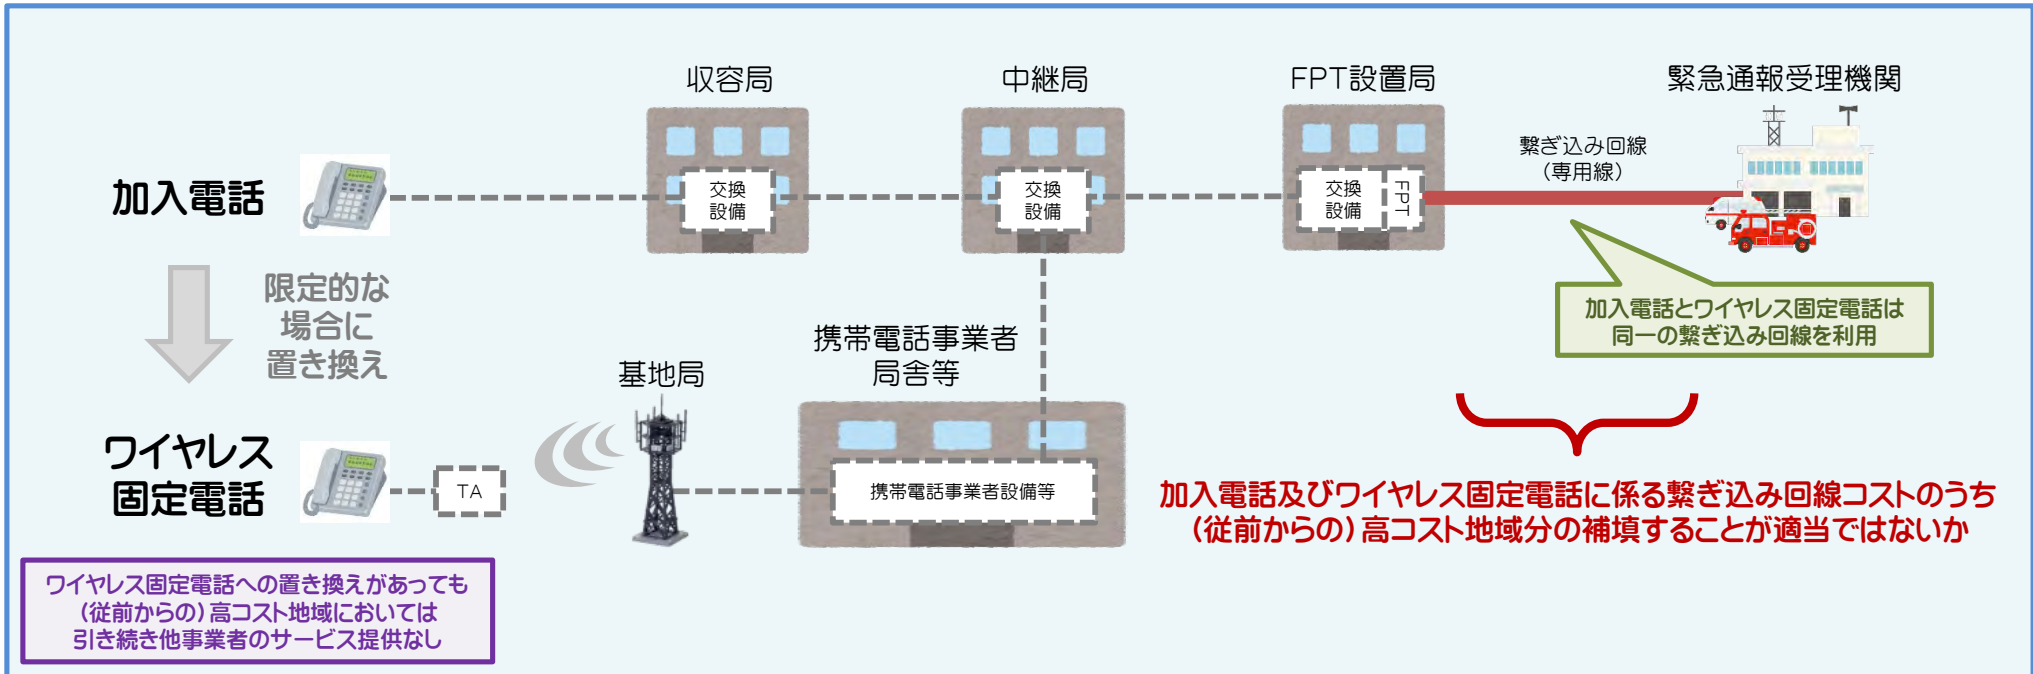 収容局
中継局
FPT設置局
緊急通報受理機関
繋ぎ込み回線
(専用線)
加入電話
交換
設備
交換
設備
交換
設備
FPT
限定的な
場合に
置き換え
加入電話とワイヤレス固定電話は
同一の繋ぎ込み回線を利用
携帯電話事業者
局舎等
基地局
ワイヤレス
固定電話
TA
携帯電話事業者設備等
加入電話及びワイヤレス固定電話に係る繋ぎ込み回線コストのうち
(従前からの)高コスト地域分の補填することが適当ではないか
ワイヤレス固定電話への置き換えがあっても
(従前からの)高コスト地域においては
引き続き他事業者のサービス提供なし